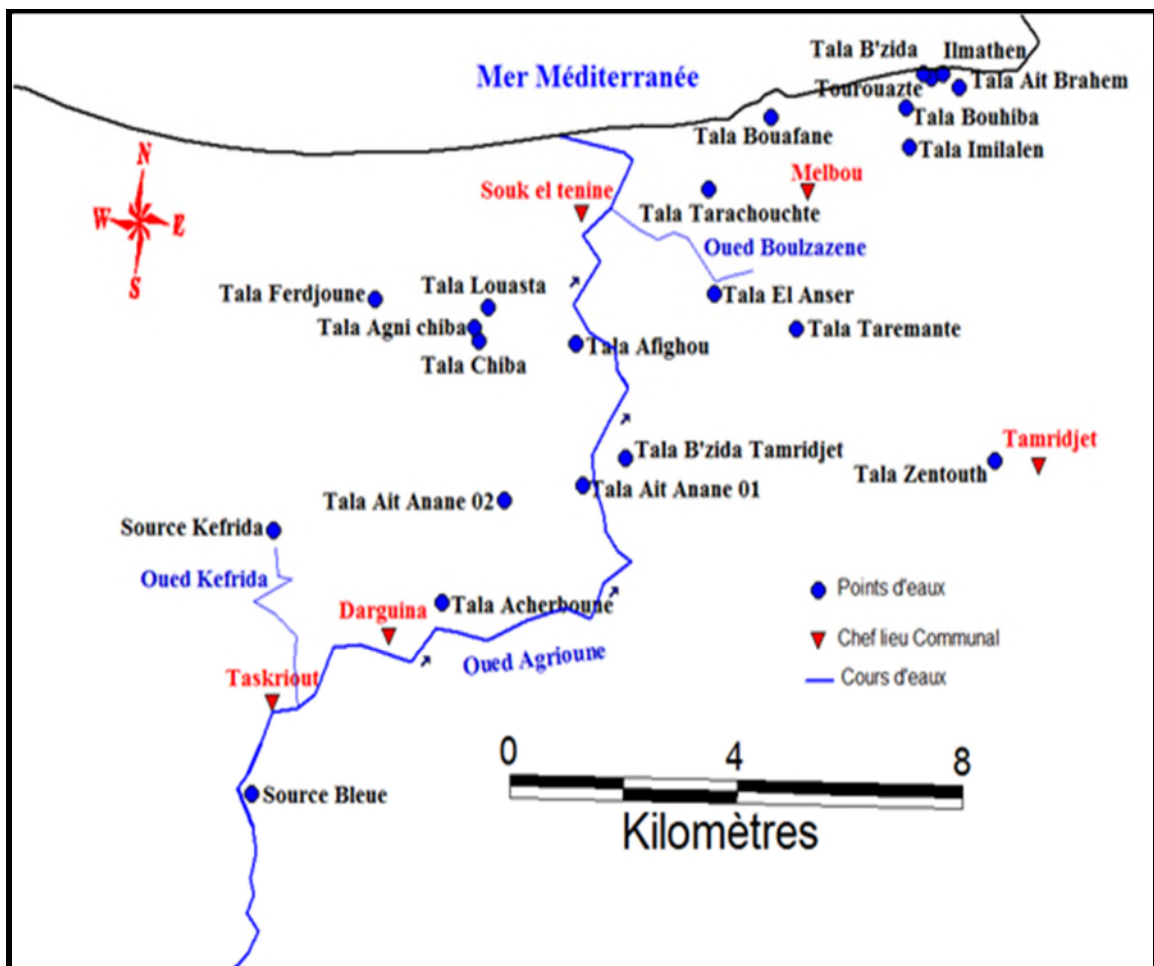 Tala B'zida
Ilmathen
Mer Méditerranée
Tala Ait Brahem
Tourouazte
Tala Bouhiba
Tala Bouafane
Tala Imilalen
N
W
E
S
Melbou
Souk el tenine
Tala Tarachouchte
Oued Boulzazene
Tala Ferdjoune
Tala Louasta
Tala El Anser
Tala Agni chiba
Tala Taremante
Tala Afighou
Tala Chiba
Tamridjet
Tala B'zida Tamridjet
Tala Zentouth
Tala Ait Anane 01
Tala Ait Anane 02
Source Kefrida
Oued Kefrida
Points d'eaux
Darguina
Tala Acherboune
Chef lieu Communal
Oued Agrioune
Taskriout
Cours d'eaux
0
4
8
Source Bleue
Kilomètres